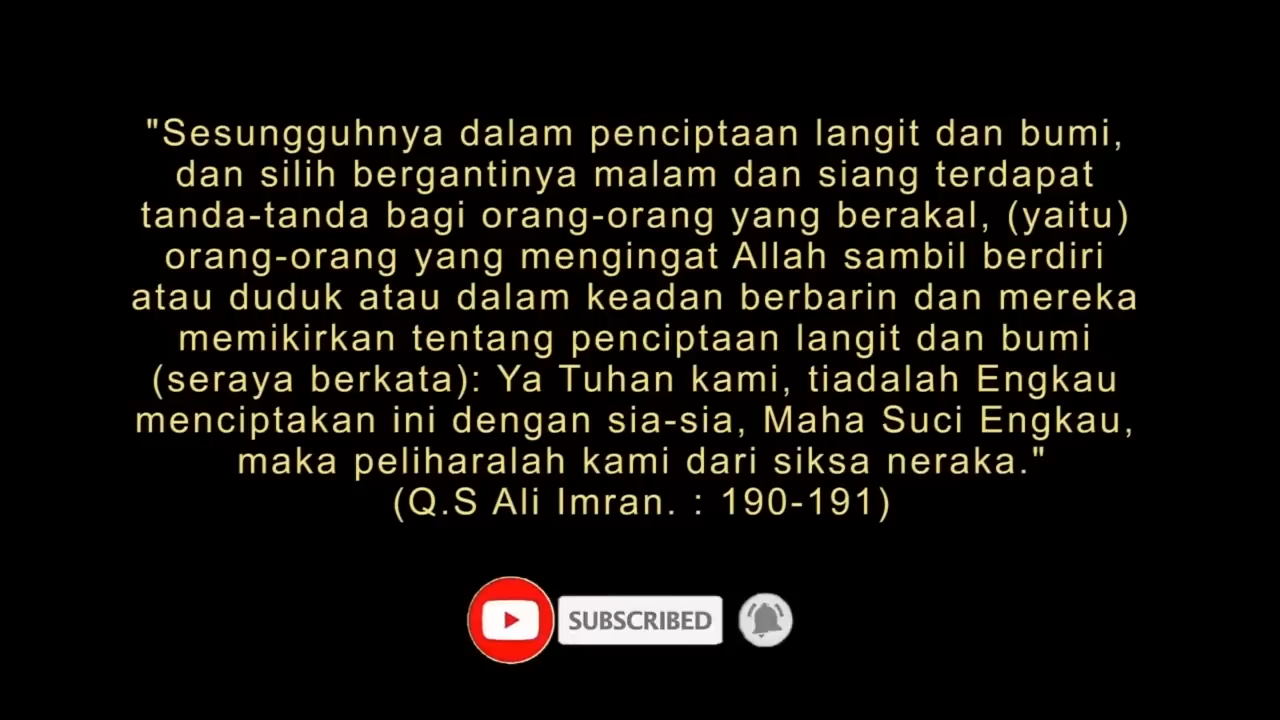 "Sesungguhnya dalam penciptaan langit dan bumi,
dan silih bergantinya malam dan siang terdapat
tanda-tanda bagi orang-orang yang berakal, (yaitu)
orang-orang yang mengingat Allah sambil berdiri
atau duduk atau dalam keadan berbarin dan mereka
memikirkan tentang penciptaan langit dan bumi
(seraya berkata): Ya Tuhan kami, tiadalah Engkau
menciptakan ini dengan sia-sia, Maha Suci Engkau,
maka peliharalah kami dari siksa neraka."
(Q.S Ali Imran. : 190-191)
SUBSCRIBED